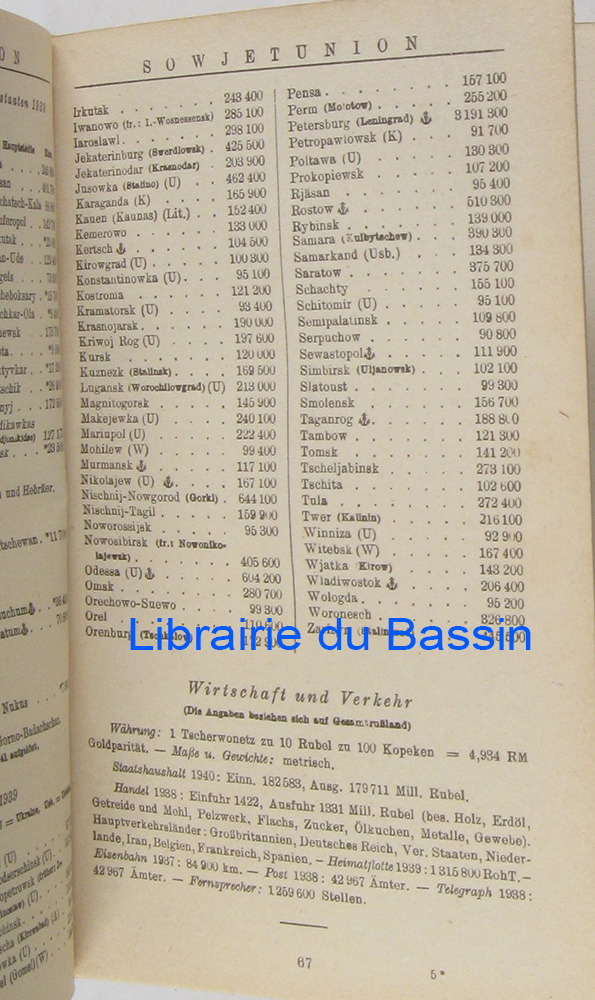 SOWJETUNION
Irkutsk . . . . . . . 243 400
Iwanowo (fr.: I.-Wosnessensk) 285 100
Iaroslawl . . . . . . . 298 100
Jekaterinburg (Swerdlowsk) . 425 500
Jekaterinodar (Krasnodar) . 203 900
Jusowka (Stalino) (U) . . . 462 400
Karaganda (K) . . . . . 165 900
Kauen (Kaunas) (Lit.) . . 152 400
Kemerowo . . . . . . 133 000
Kertsch ⚓ . . . . . . 104 500
Kirowgrad (U) . . . . . 100 300
Konstantinowka (U) . . . 95 100
Kostroma . . . . . . 121 200
Kramatorsk (U) . . . . 93 400
Krasnojarsk . . . . . . 190 000
Kriwoj Rog (U) . . . . 197 600
Kursk . . . . . . . 120 000
Kuznezk (Stalinsk) . . . . 169 500
Lugansk (Worochilowgrad) (U) 213 000
Magnitogorsk . . . . . 145 900
Makejewka (U) . . . . 240 100
Mariupol (U) . . . . . 222 400
Mohilew (W) . . . . . 99 400
Murmansk ⚓ . . . . . 117 100
Nikolajew (U) ⚓ . . . . 167 100
Nischnij-Nowgorod (Gorki) . 644 100
Nischnij-Tagil . . . . . 159 900
Noworossijsk . . . . . 95 300
Nowosibirsk (fr.: Nowoniko-
lajewsk) . . . . . . 405 600
Odessa (U) ⚓ . . . . . 604 200
Omsk . . . . . . . 280 700
Orechowo-Suewo . . . . 99 300
Orel . . . . . . . 110 600
Orenburg (Tschkalow) . . .
Pensa . . . . . . . 157 100
Perm (Molotow) . . . . 255 200
Petersburg (Leningrad) ⚓ 3 191 300
Petropawlowsk (K) . . . 91 700
Poltawa (U) . . . . . 130 300
Prokopiewsk . . . . . 107 200
Rjäsan . . . . . . . 95 400
Rostow ⚓ . . . . . . 510 300
Rybinsk . . . . . . 139 000
Samara (Kuibytschew) . . . 390 300
Samarkand (Usb.) . . . 134 300
Saratow . . . . . . 375 700
Schachty . . . . . . 155 100
Schitomir (U) . . . . . 95 100
Semipalatinsk . . . . . 109 800
Serpuchow . . . . . . 90 800
Sewastopol ⚓ . . . . . 111 900
Simbirsk (Uljanowsk) . . . 102 100
Slatoust . . . . . . 99 300
Smolensk . . . . . . 156 700
Taganrog ⚓ . . . . . 188 800
Tambow . . . . . . 121 300
Tomsk . . . . . . . 141 200
Tscheljabinsk . . . . . 273 100
Tschita . . . . . . . 102 600
Tula . . . . . . . 272 400
Twer (Kalinin) . . . . . 216 100
Winniza (U) . . . . . 92 900
Witebsk (W) . . . . . 167 400
Wjatka (Kirow) . . . . 143 200
Wladiwostok ⚓ . . . . 206 400
Wologda . . . . . . 95 200
Woronesch . . . . . . 326 800
Librairie du Bassin
Wirtschaft und Verkehr
(Die Angaben beziehen sich auf Gesamtrußland)
Währung: 1 Tscherwonetz zu 10 Rubel zu 100 Kopeken = 4,934 RM
Goldparität. — Maße u. Gewichte: metrisch.
Staatshaushalt 1940: Einn. 182 583, Ausg. 179 711 Mill. Rubel.
Handel 1938: Einfuhr 1422, Ausfuhr 1331 Mill. Rubel (bes. Holz, Erdöl,
Getreide und Mehl, Pelzwerk, Flachs, Zucker, Ölkuchen, Metalle, Gewebe).
Hauptverkehrsländer: Großbritannien, Deutsches Reich, Ver. Staaten, Nieder-
lande, Iran, Belgien, Frankreich, Spanien. – Heimatflotte 1939: 1 315 800 RohT. –
Eisenbahn 1937: 84 900 km. — Post 1938: 42 967 Ämter. — Telegraph 1938:
42 967 Ämter. — Fernsprecher: 1 259 600 Stellen.
67
5*